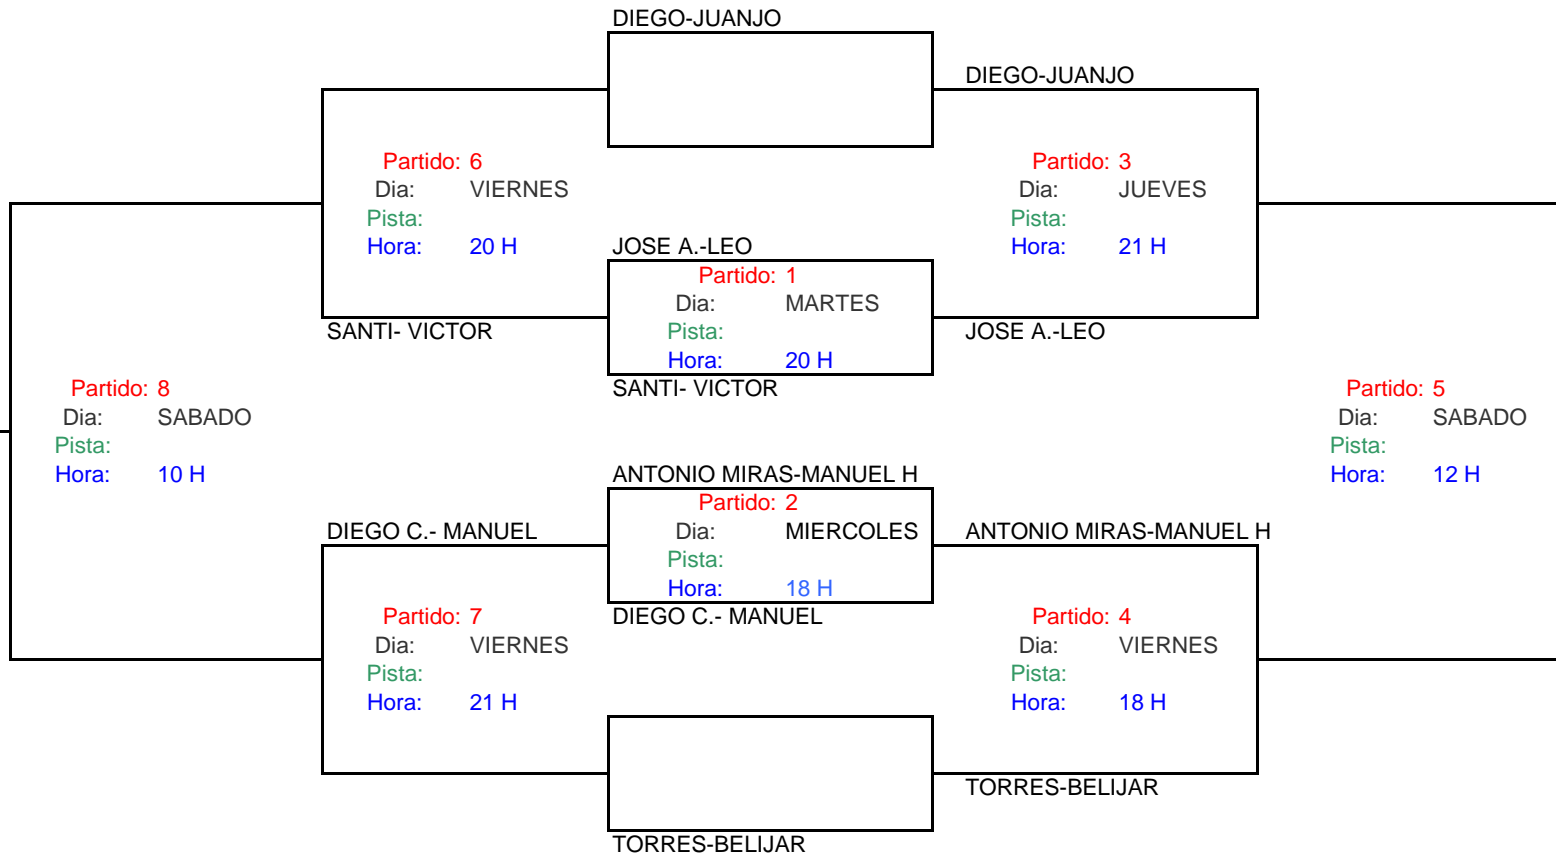 DIEGO-JUANJO
DIEGO-JUANJO
Partido: 6
Dia: VIERNES
Pista:
Hora: 20 H
Partido: 3
Dia: JUEVES
Pista:
Hora: 21 H
JOSE A.-LEO
Partido: 1
Dia: MARTES
Pista:
Hora: 20 H
SANTI- VICTOR
SANTI- VICTOR
JOSE A.-LEO
Partido: 8
Dia: SABADO
Pista:
Hora: 10 H
Partido: 5
Dia: SABADO
Pista:
Hora: 12 H
ANTONIO MIRAS-MANUEL H
Partido: 2
Dia: MIERCOLES
Pista:
Hora: 18 H
DIEGO C.- MANUEL
DIEGO C.- MANUEL
ANTONIO MIRAS-MANUEL H
Partido: 7
Dia: VIERNES
Pista:
Hora: 21 H
Partido: 4
Dia: VIERNES
Pista:
Hora: 18 H
TORRES-BELIJAR
TORRES-BELIJAR